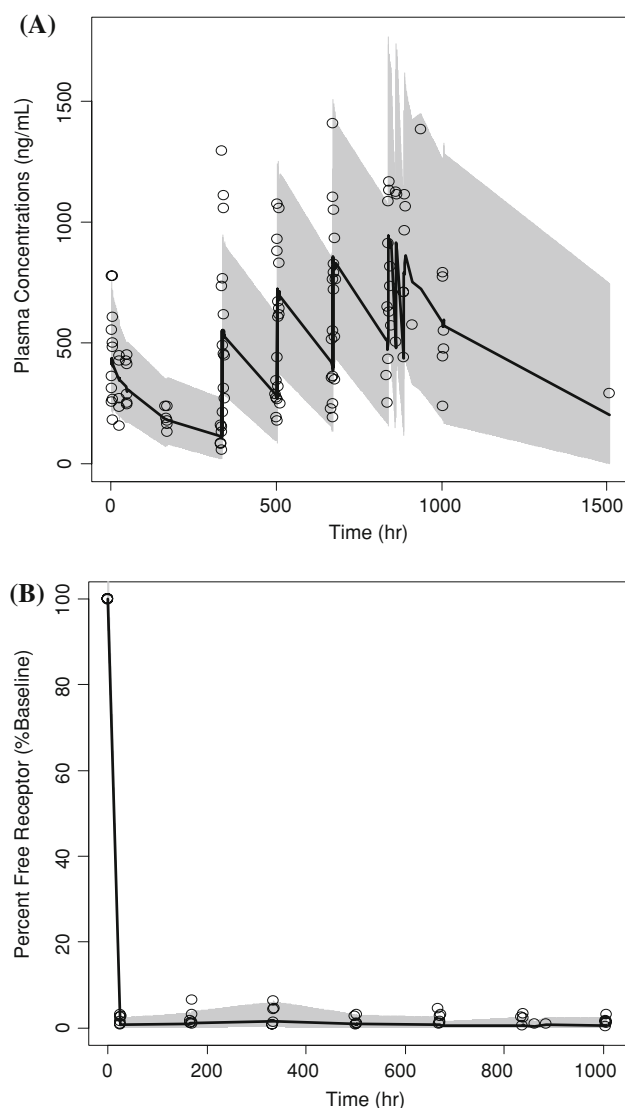 (A)
Plasma Concentrations (ng/mL)
1500
1000
500
0
0 500 1000 1500
Time (hr)
(B)
Percent Free Receptor (%Baseline)
100
80
60
40
20
0
0 200 400 600 800 1000
Time (hr)